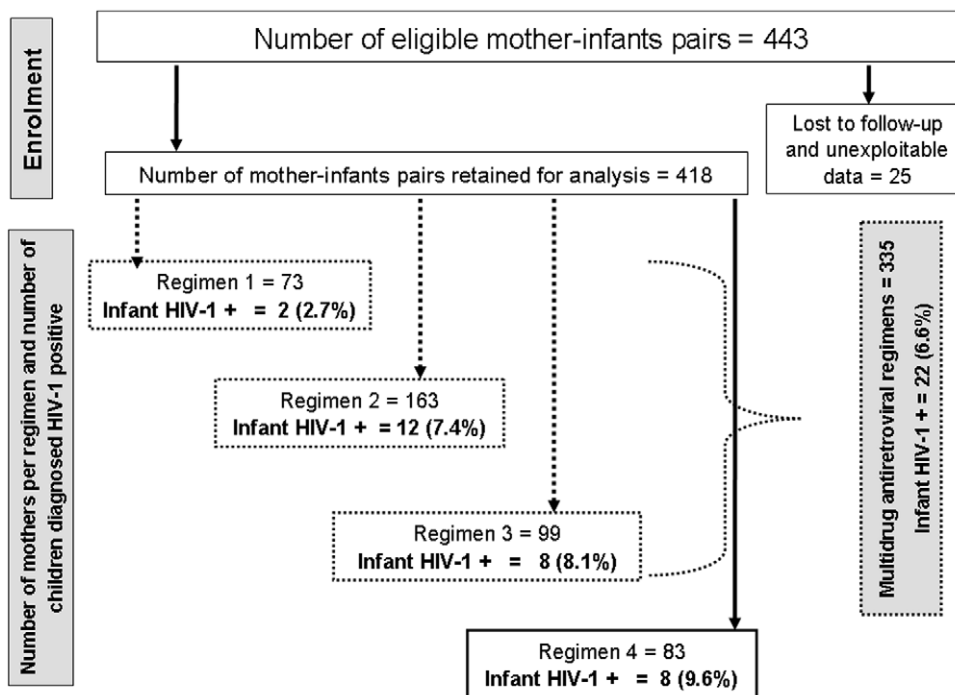 Number of eligible mother-infants pairs = 443
Enrolment
Lost to follow-up
and unexploitable
data = 25
Number of mother-infants pairs retained for analysis = 418
Number of mothers per regimen and number of
children diagnosed HIV-1 positive
Regimen 1 = 73
Infant HIV-1 + = 2 (2.7%)
Regimen 2 = 163
Infant HIV-1 + = 12 (7.4%)
Regimen 3 = 99
Infant HIV-1 + = 8 (8.1%)
Regimen 4 = 83
Infant HIV-1 + = 8 (9.6%)
Multidrug antiretroviral regimens = 335
Infant HIV-1 + = 22 (6.6%)